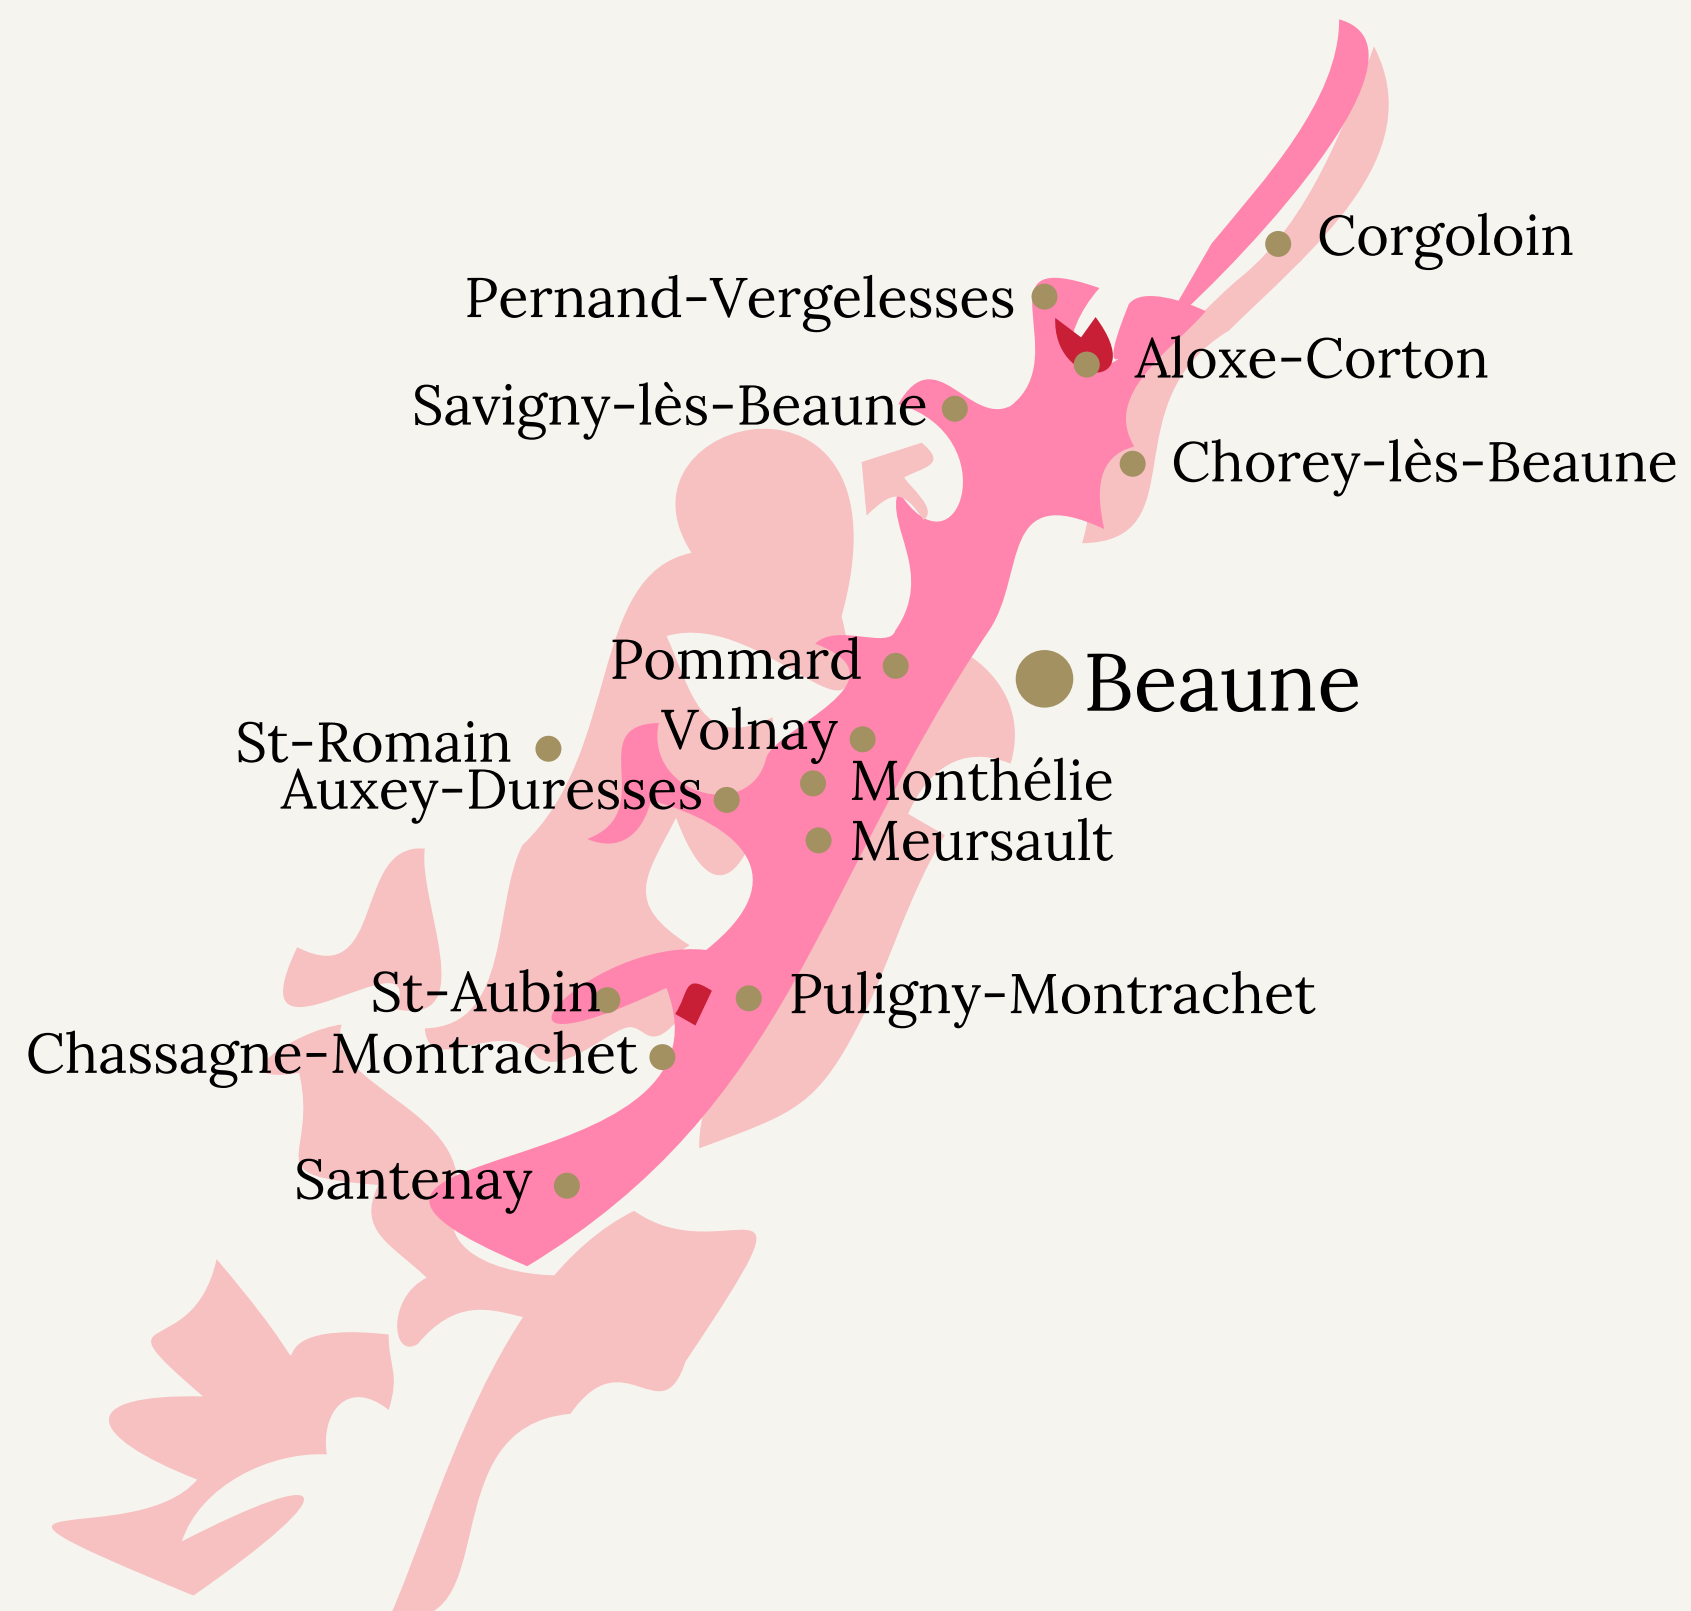 Corgoloin
Pernand-Vergelesses
Aloxe-Corton
Savigny-lès-Beaune
Chorey-lès-Beaune
Pommard
Beaune
Volnay
St-Romain
Monthélie
Auxey-Duresses
Meursault
St-Aubin
Puligny-Montrachet
Chassagne-Montrachet
Santenay